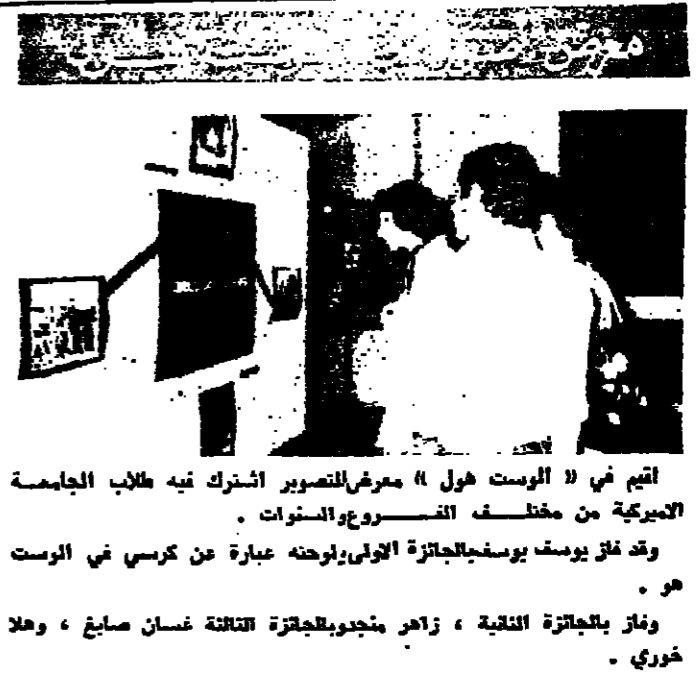 معرض صور
اقيم في « الوست هول » معرض للتصوير اشترك فيه طلاب الجامعة
الاميركية من مختلف الفروع والسنوات .
وقد فاز يوسف يوسف بالجائزة الاولى بلوحته عبارة عن كرسي في الوست
هو .
وفاز بالجائزة الثانية ، زاهر منجد وبالجائزة الثالثة غسان صايغ ، وهلا
خوري .